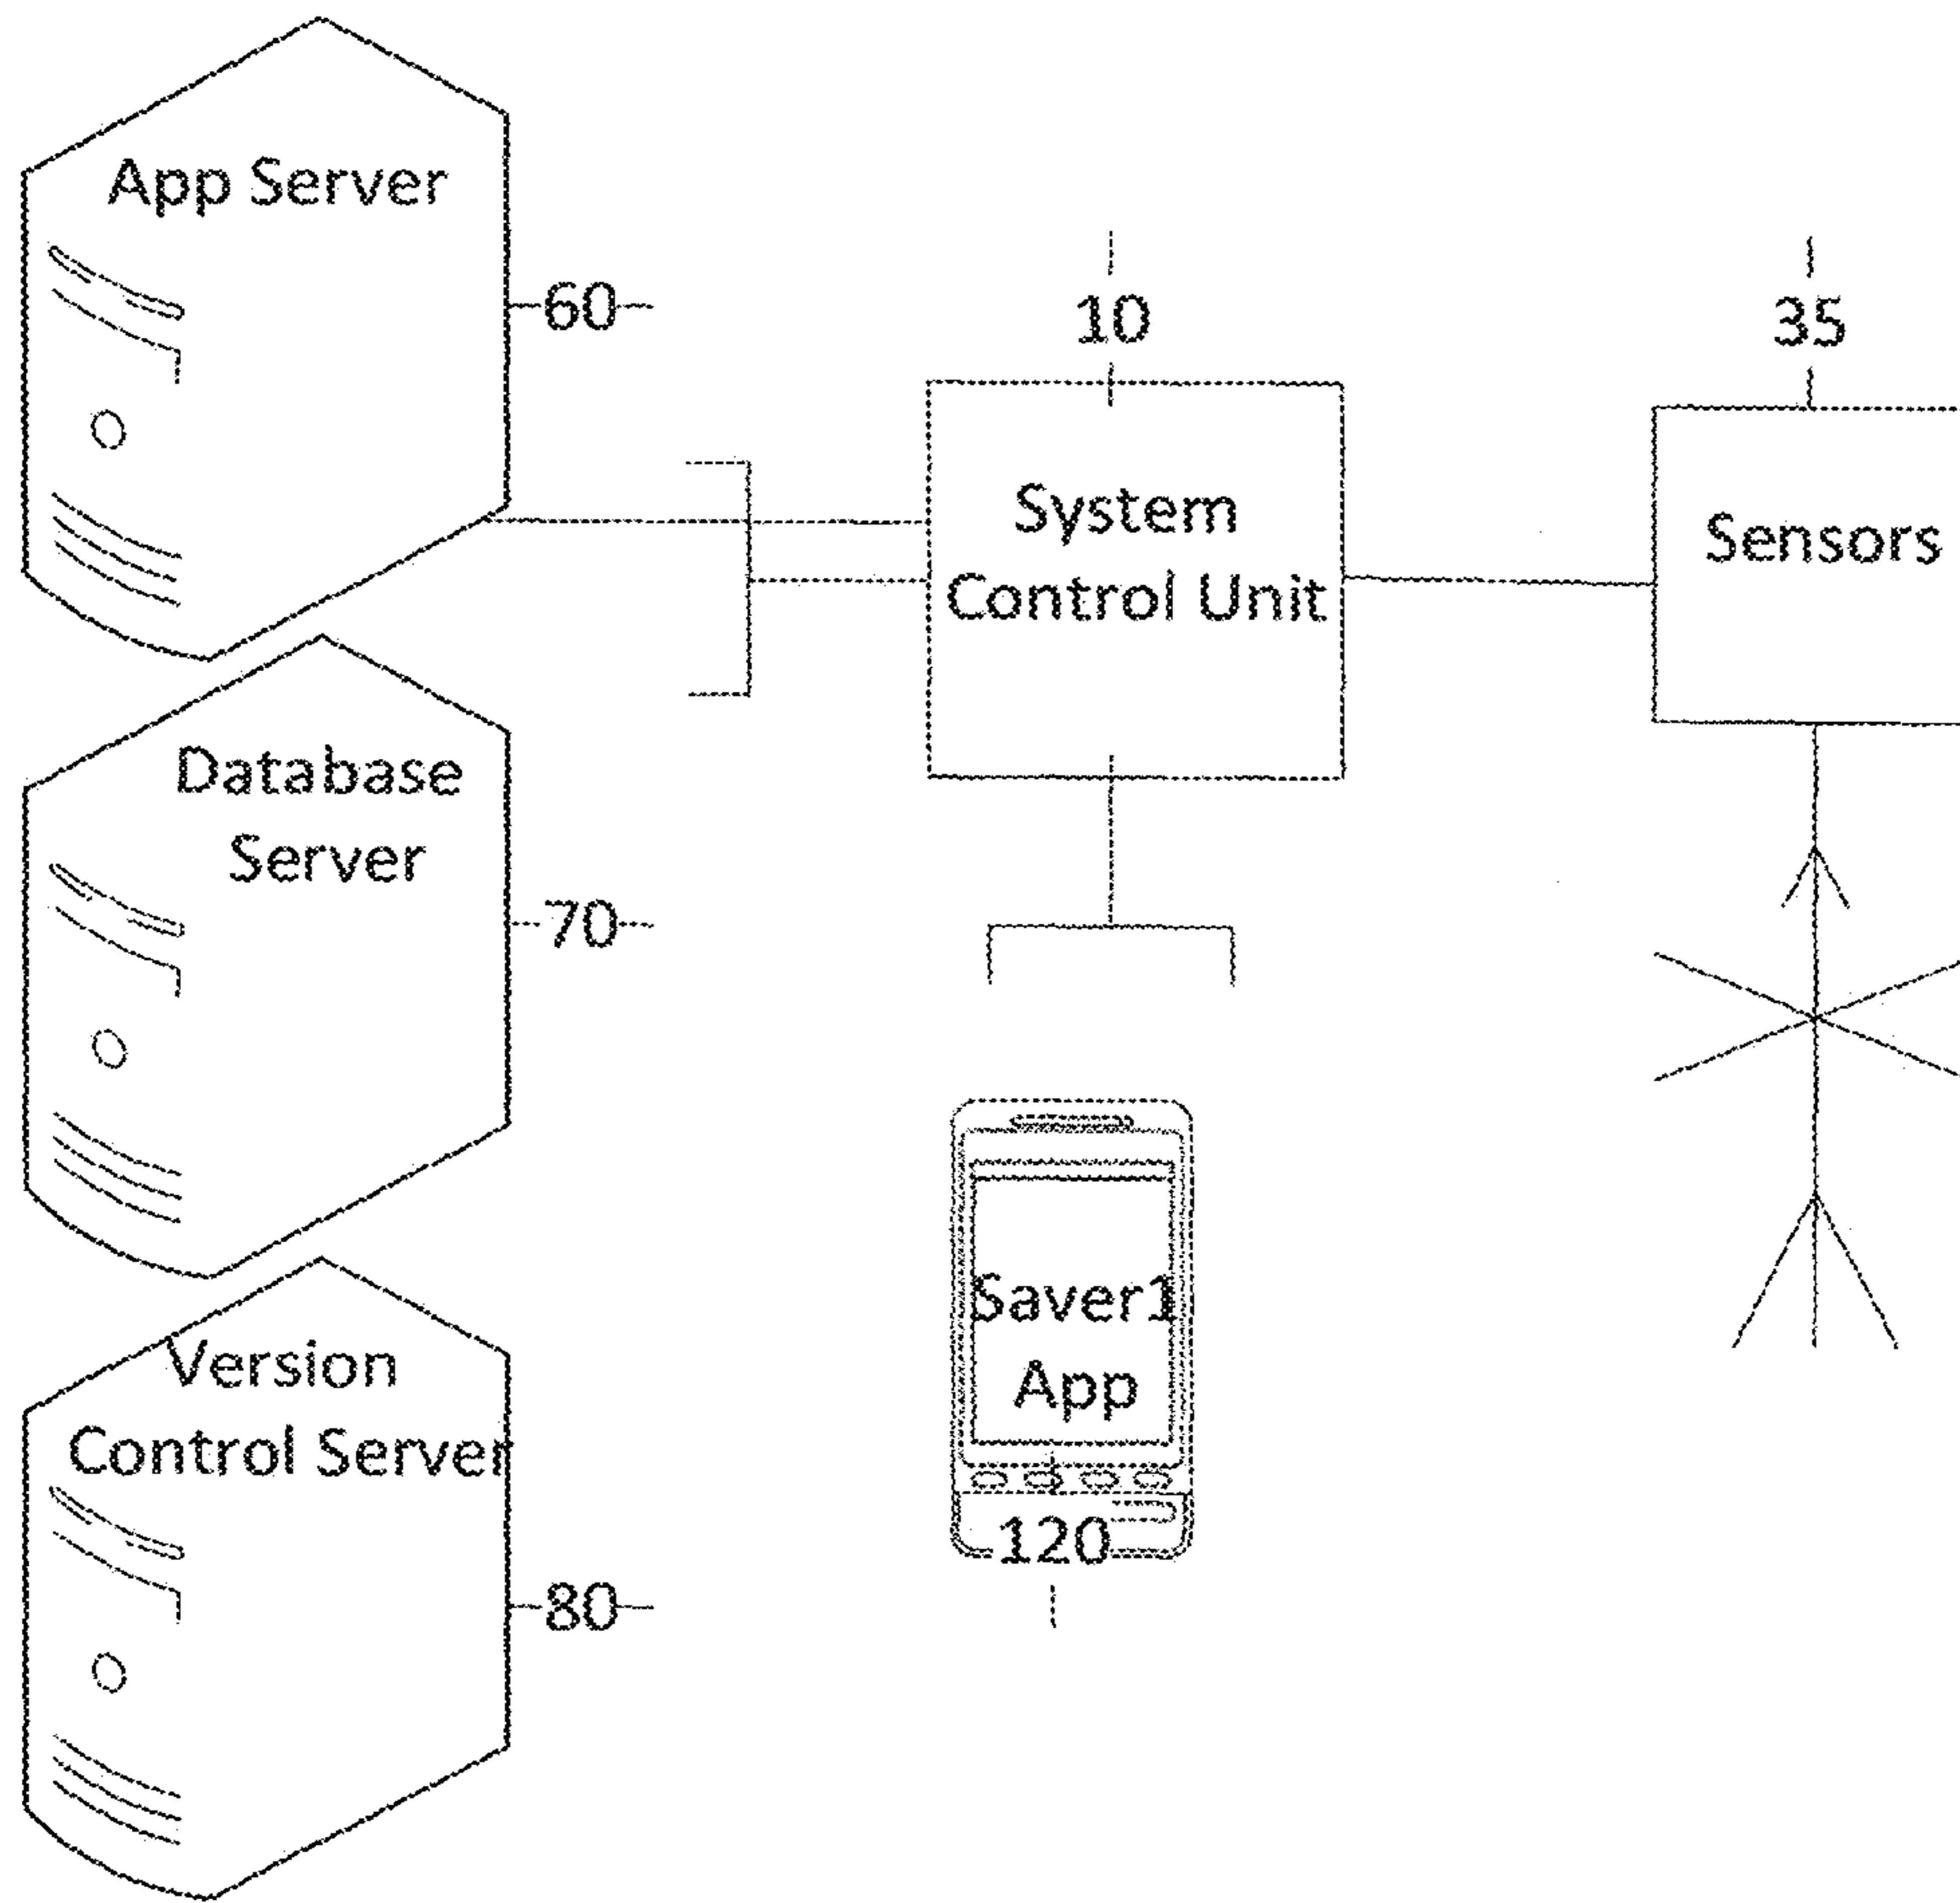 App Server
60
10
35
System
Control Unit
Sensors
Database
Server
70
Saver1
App
120
Version
Control Server
80